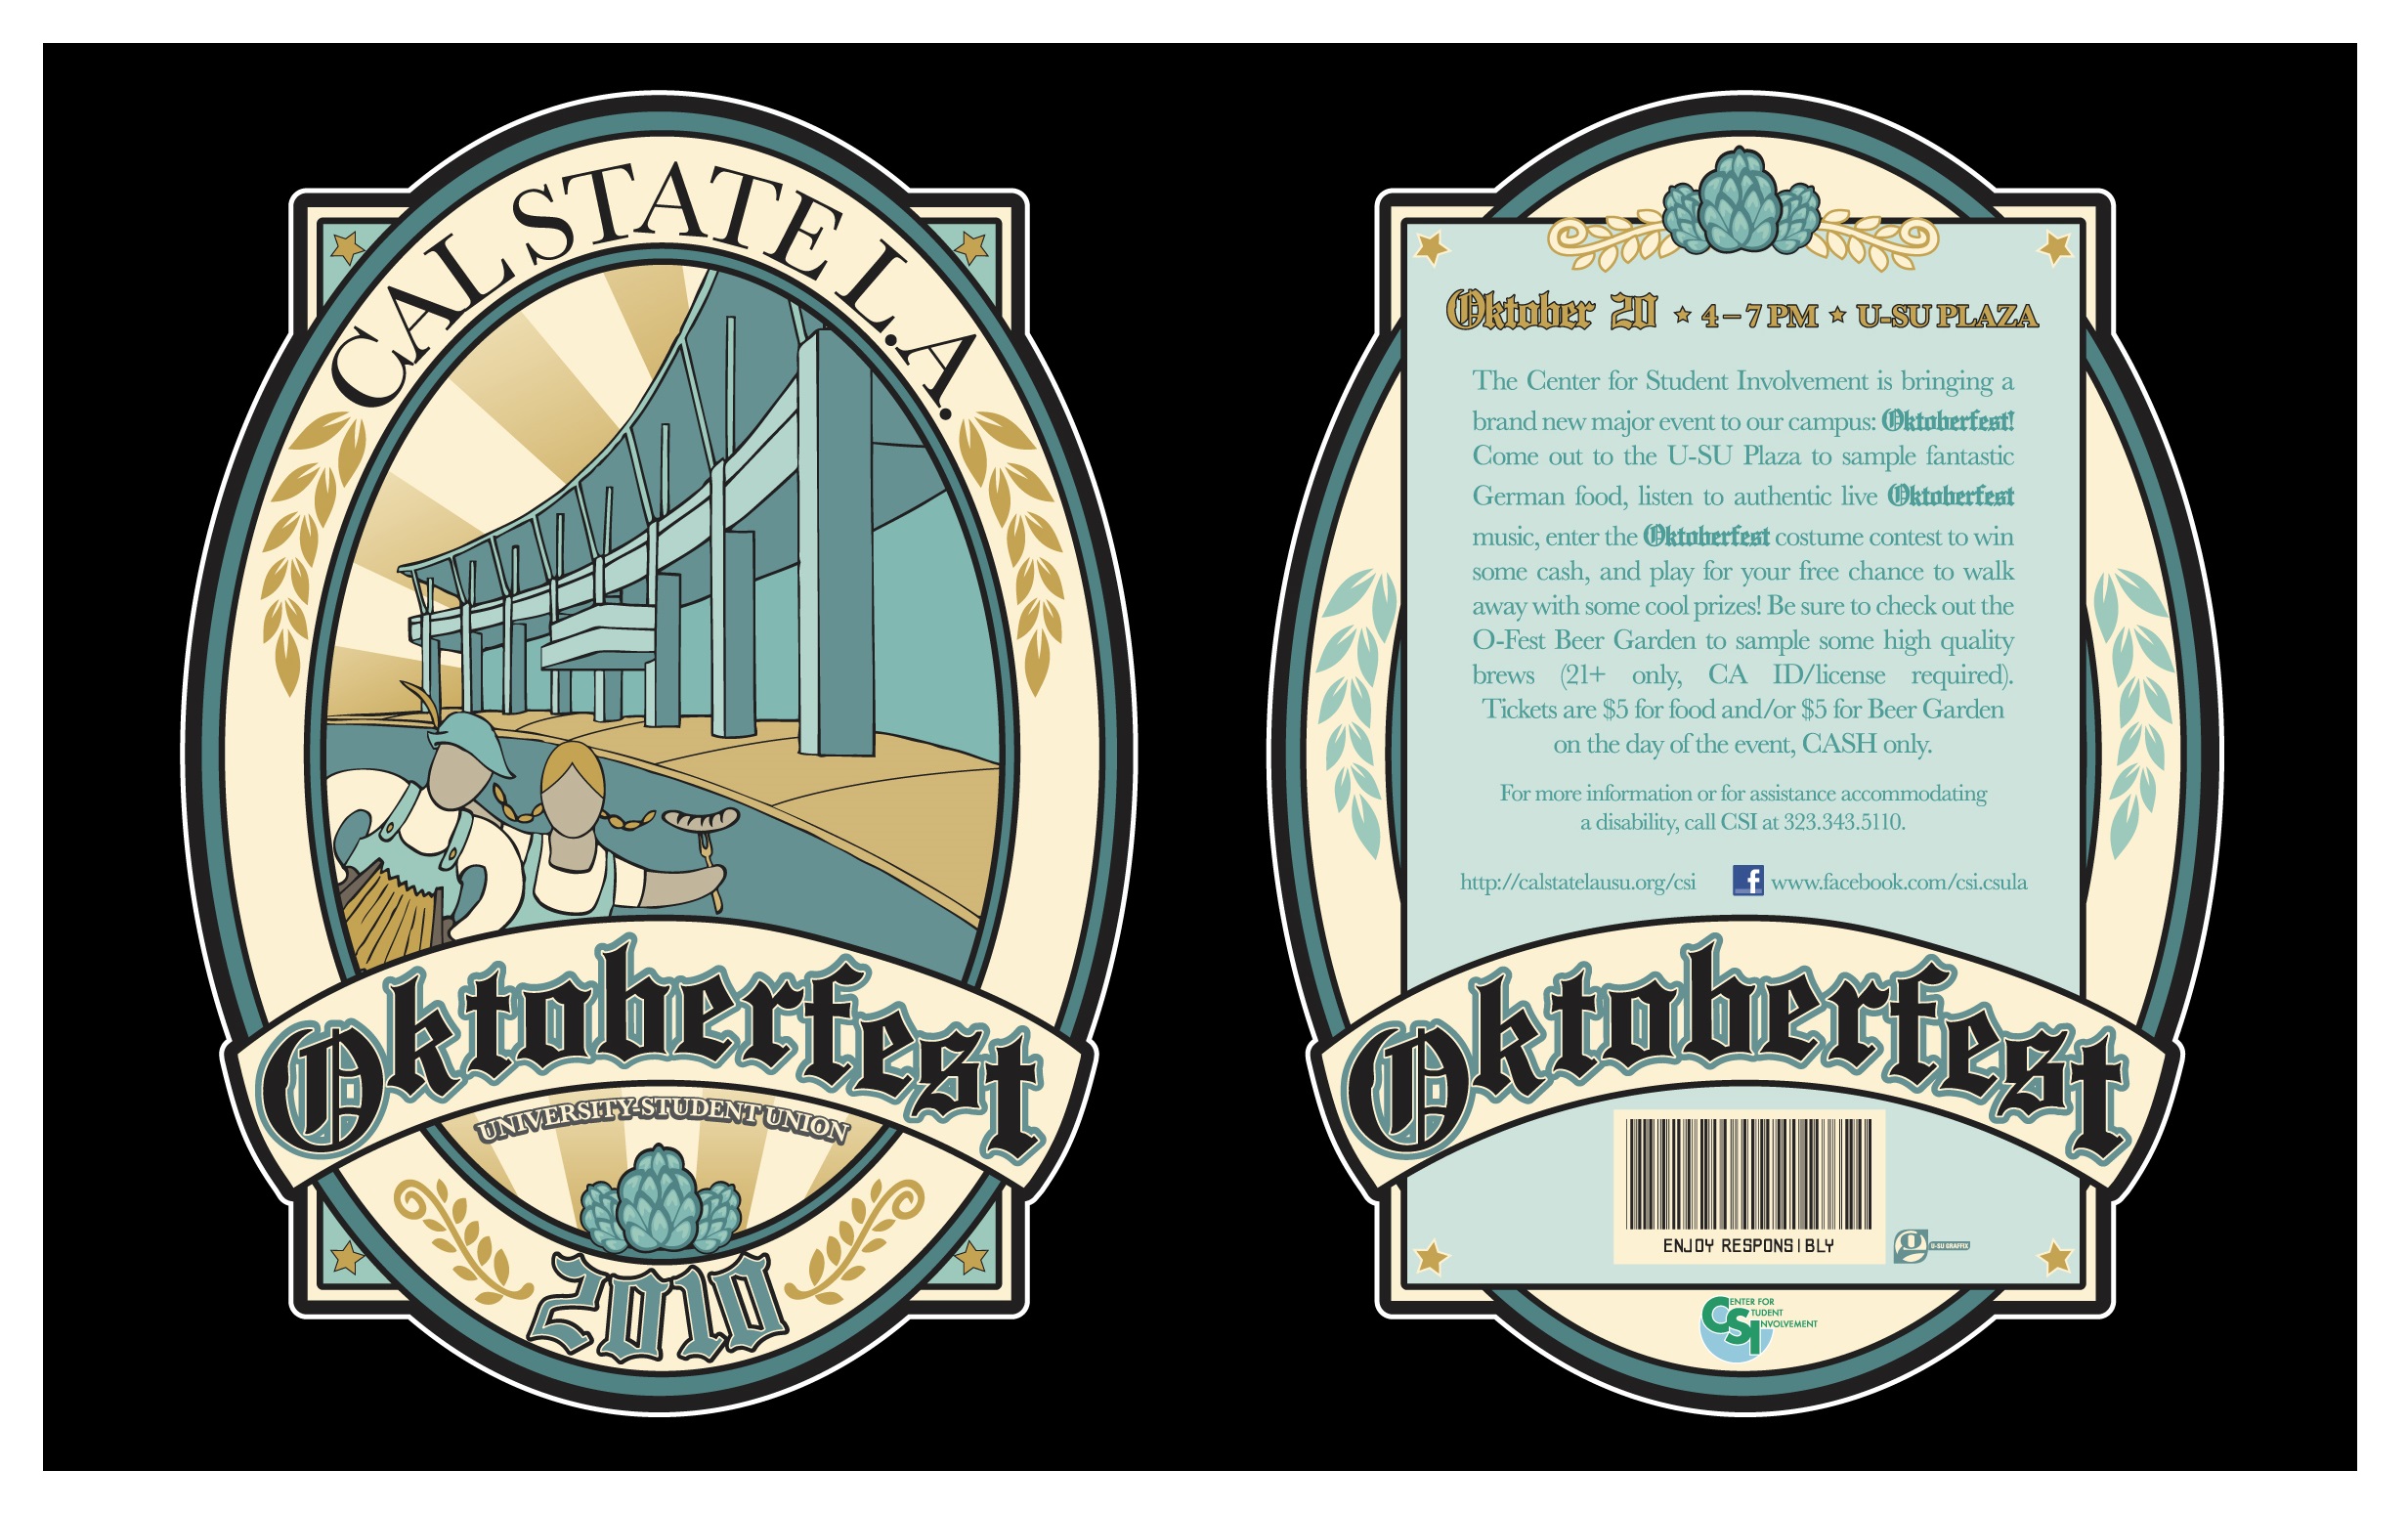 CAL STATE L.A.
Oktoberfest
UNIVERSITY-STUDENT UNION
2010
Oktober 20 ★ 4–7 PM ★ U-SU PLAZA
The Center for Student Involvement is bringing a
brand new major event to our campus: Oktoberfest!
Come out to the U-SU Plaza to sample fantastic
German food, listen to authentic live Oktoberfest
music, enter the Oktoberfest costume contest to win
some cash, and play for your free chance to walk
away with some cool prizes! Be sure to check out the
O-Fest Beer Garden to sample some high quality
brews (21+ only, CA ID/license required).
Tickets are $5 for food and/or $5 for Beer Garden
on the day of the event, CASH only.
For more information or for assistance accommodating
a disability, call CSI at 323.343.5110.
http://calstatelausu.org/csi f www.facebook.com/csi.csula
Oktoberfest
ENJOY RESPONSIBLY
g U-SU GRAFFIX
CENTER FOR
STUDENT
INVOLVEMENT